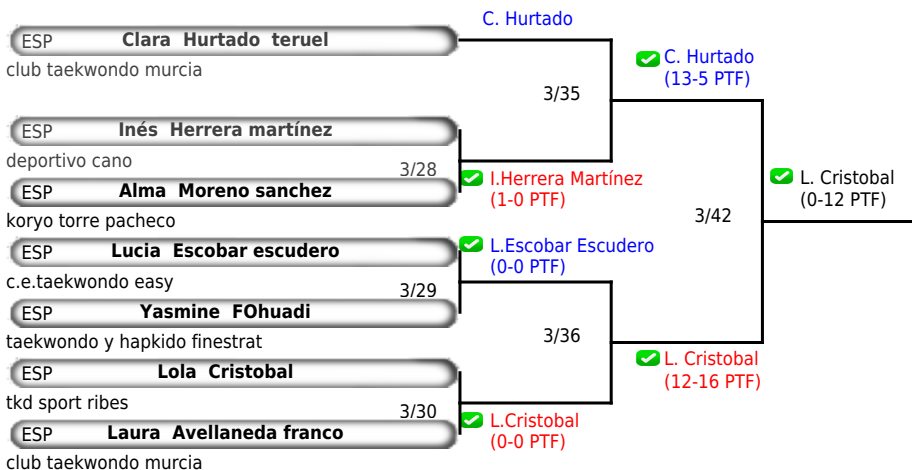 C. Hurtado
ESP Clara Hurtado teruel
club taekwondo murcia
C. Hurtado
(13-5 PTF)
3/35
ESP Inés Herrera martínez
deportivo cano
3/28
ESP Alma Moreno sanchez
koryo torre pacheco
I.Herrera Martínez
(1-0 PTF)
L. Cristobal
(0-12 PTF)
3/42
ESP Lucia Escobar escudero
c.e.taekwondo easy
L.Escobar Escudero
(0-0 PTF)
3/29
ESP Yasmine FOhuadi
taekwondo y hapkido finestrat
3/36
ESP Lola Cristobal
tkd sport ribes
L. Cristobal
(12-16 PTF)
3/30
ESP Laura Avellaneda franco
club taekwondo murcia
L.Cristobal
(0-0 PTF)